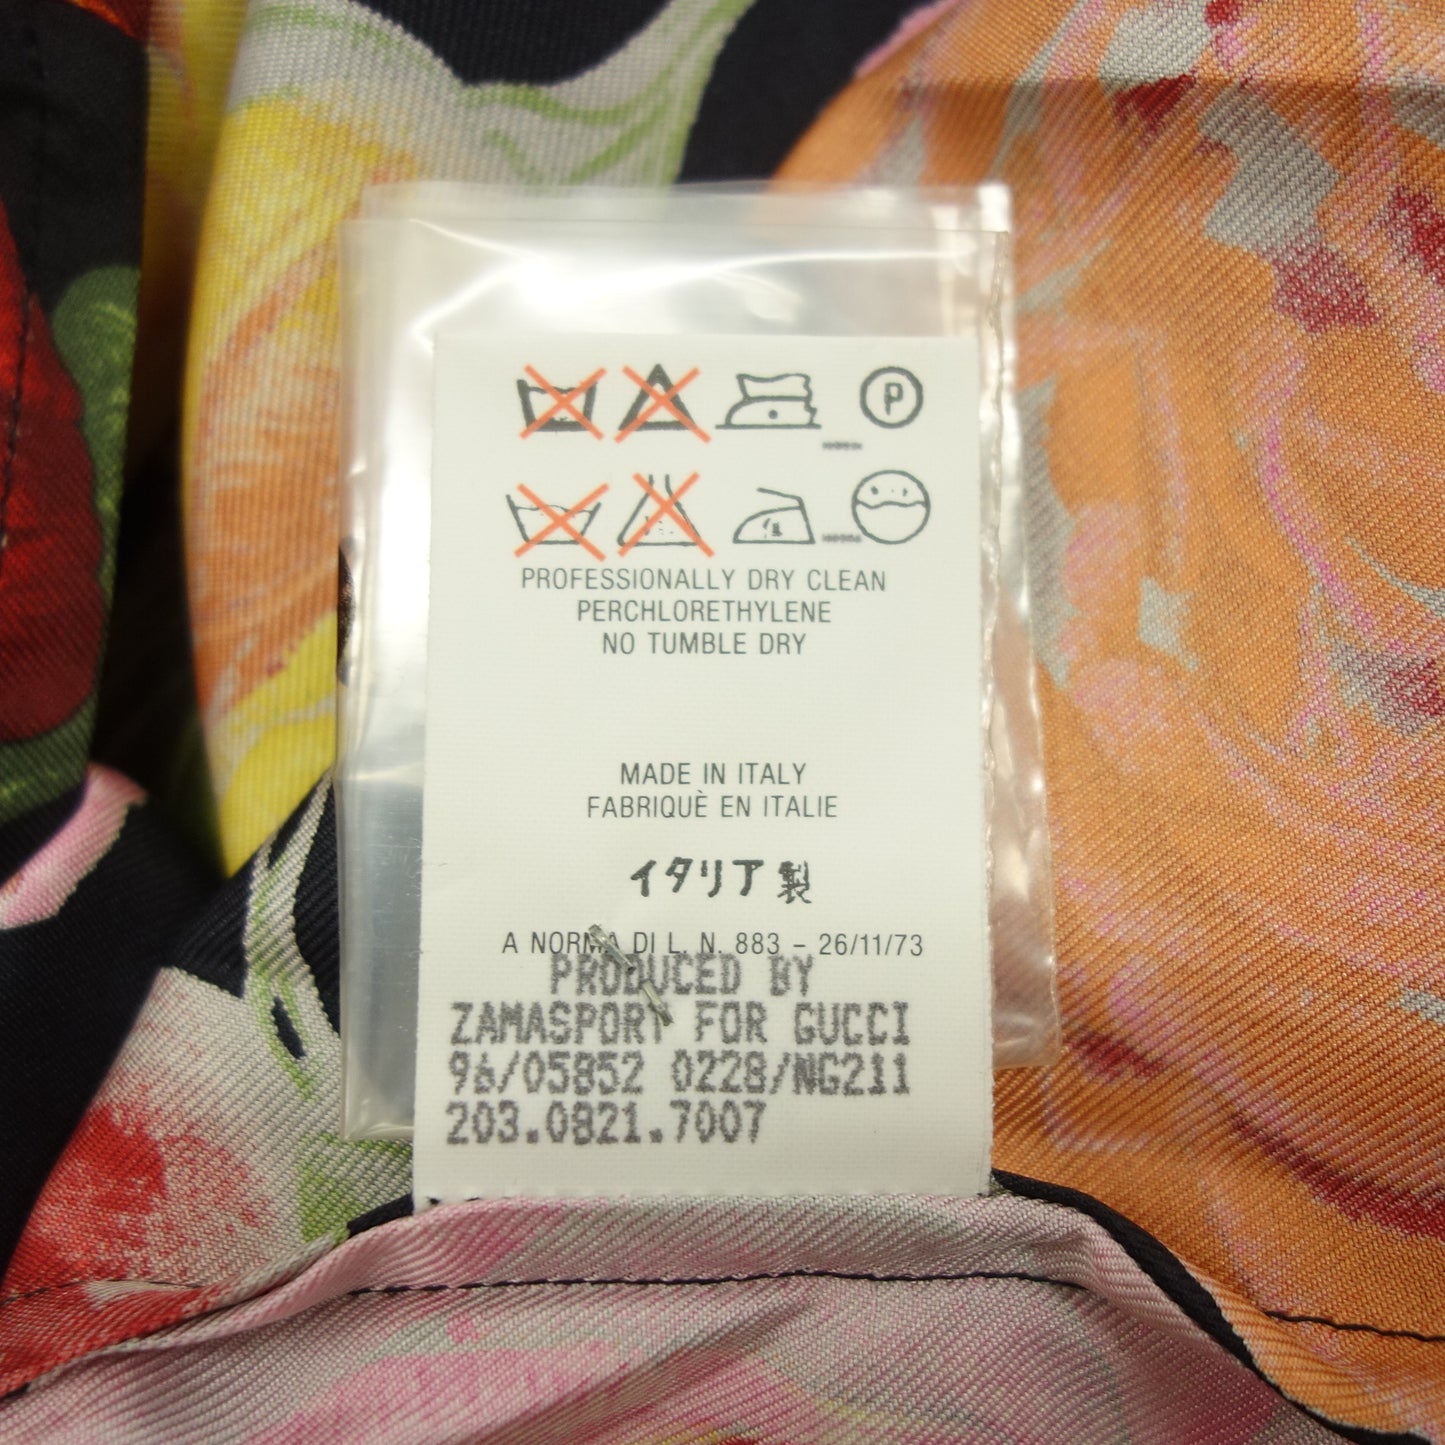 P
PROFESSIONALLY DRY CLEAN
PERCHLORETHYLENE
NO TUMBLE DRY
MADE IN ITALY
FABRIQUÈ EN ITALIE
イタリア製
A NORMA DI L. N. 883 - 26/11/73
PRODUCED BY
ZAMASPORT FOR GUCCI
96/05852 0228/NG211
203.0821.7007